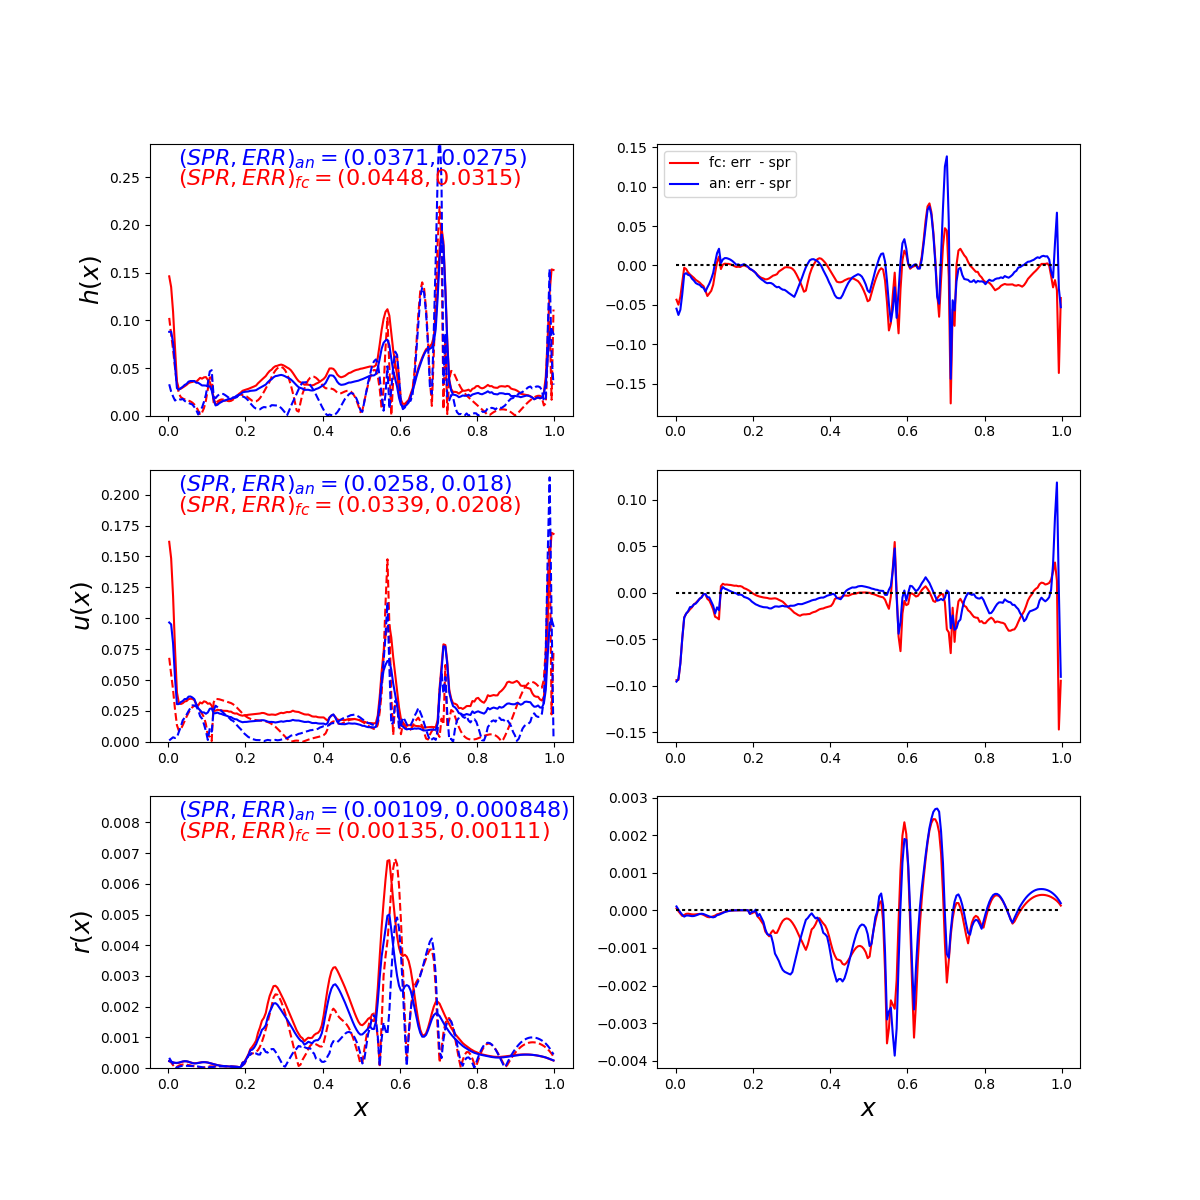 (SPR, ERR)an = (0.0371, 0.0275)
(SPR, ERR)fc = (0.0448, 0.0315)
h(x)
0.25
0.20
0.15
0.10
0.05
0.00
0.0 0.2 0.4 0.6 0.8 1.0
fc: err - spr
an: err - spr
0.15
0.10
0.05
0.00
−0.05
−0.10
−0.15
0.0 0.2 0.4 0.6 0.8 1.0
(SPR, ERR)an = (0.0258, 0.018)
(SPR, ERR)fc = (0.0339, 0.0208)
u(x)
0.200
0.175
0.150
0.125
0.100
0.075
0.050
0.025
0.000
0.0 0.2 0.4 0.6 0.8 1.0
0.10
0.05
0.00
−0.05
−0.10
−0.15
0.0 0.2 0.4 0.6 0.8 1.0
(SPR, ERR)an = (0.00109, 0.000848)
(SPR, ERR)fc = (0.00135, 0.00111)
r(x)
0.008
0.007
0.006
0.005
0.004
0.003
0.002
0.001
0.000
0.0 0.2 0.4 0.6 0.8 1.0
x
0.003
0.002
0.001
0.000
−0.001
−0.002
−0.003
−0.004
0.0 0.2 0.4 0.6 0.8 1.0
x